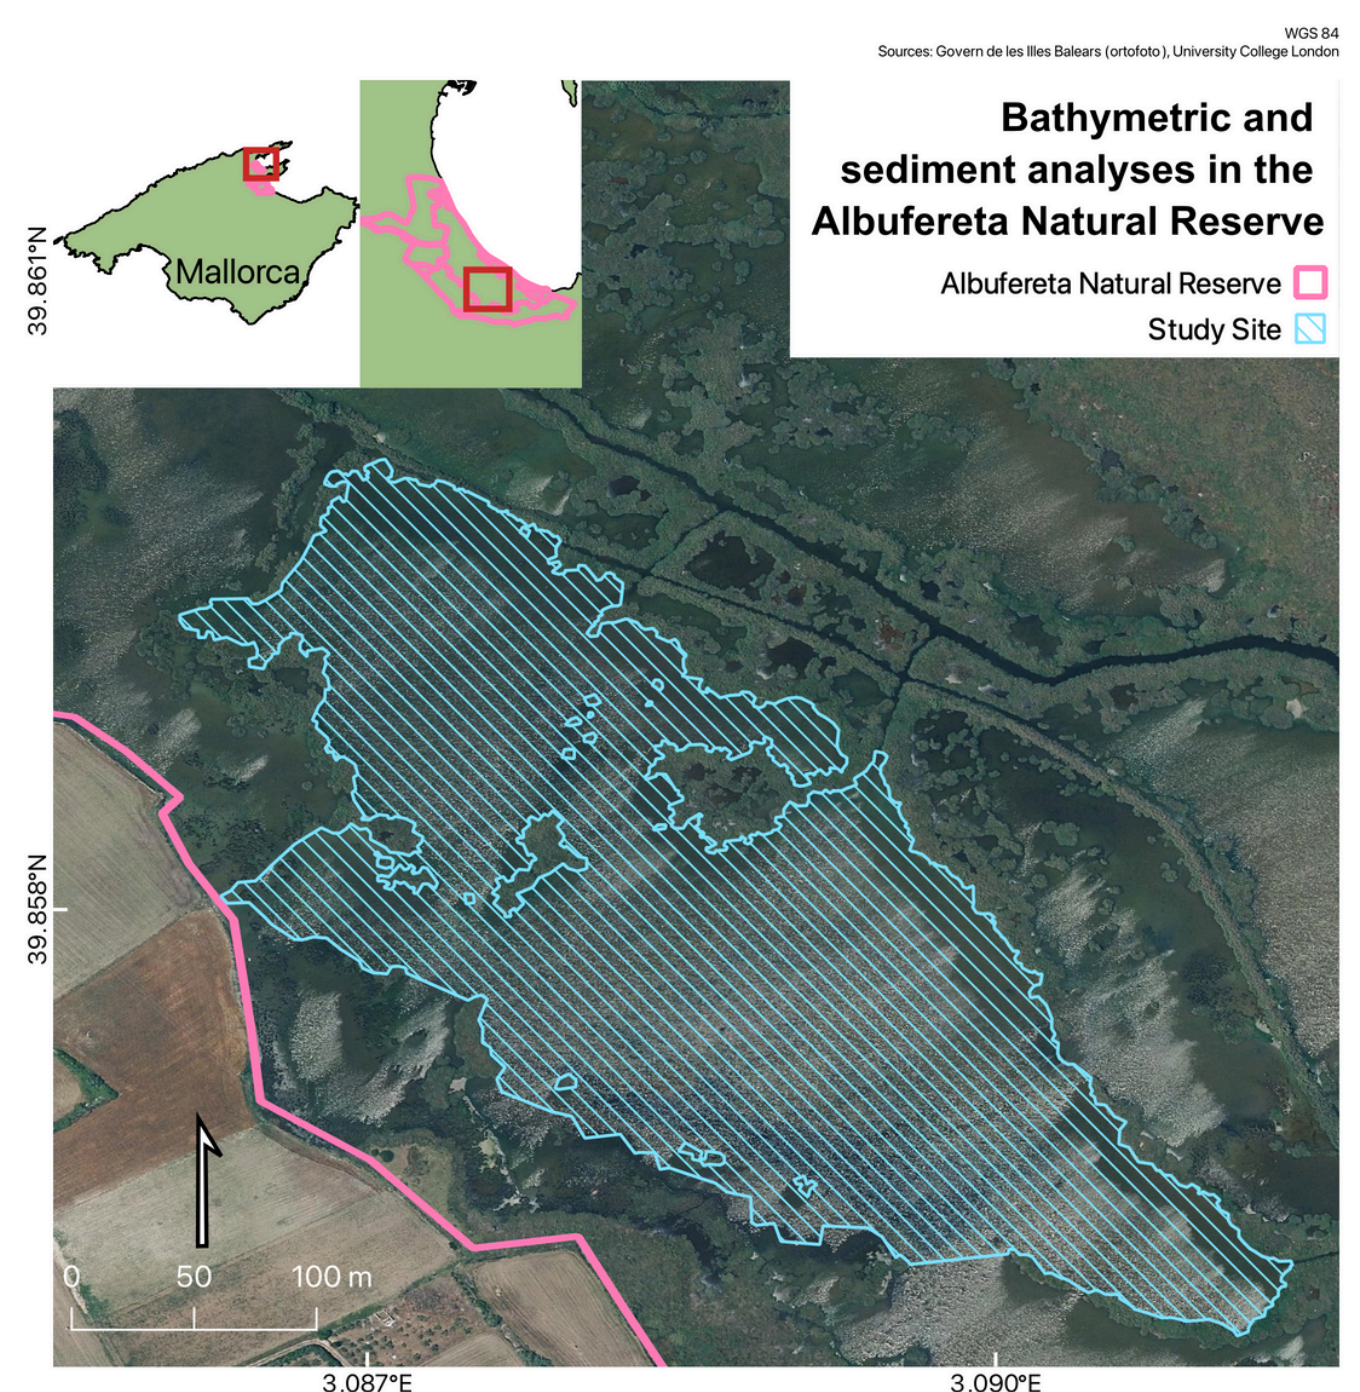 WGS 84
Sources: Govern de les Illes Balears (ortofoto), University College London
Bathymetric and
sediment analyses in the
Albufereta Natural Reserve
Albufereta Natural Reserve
Study Site
Mallorca
39.861°N
39.858°N
0 50 100 m
3.087°E 3.090°E